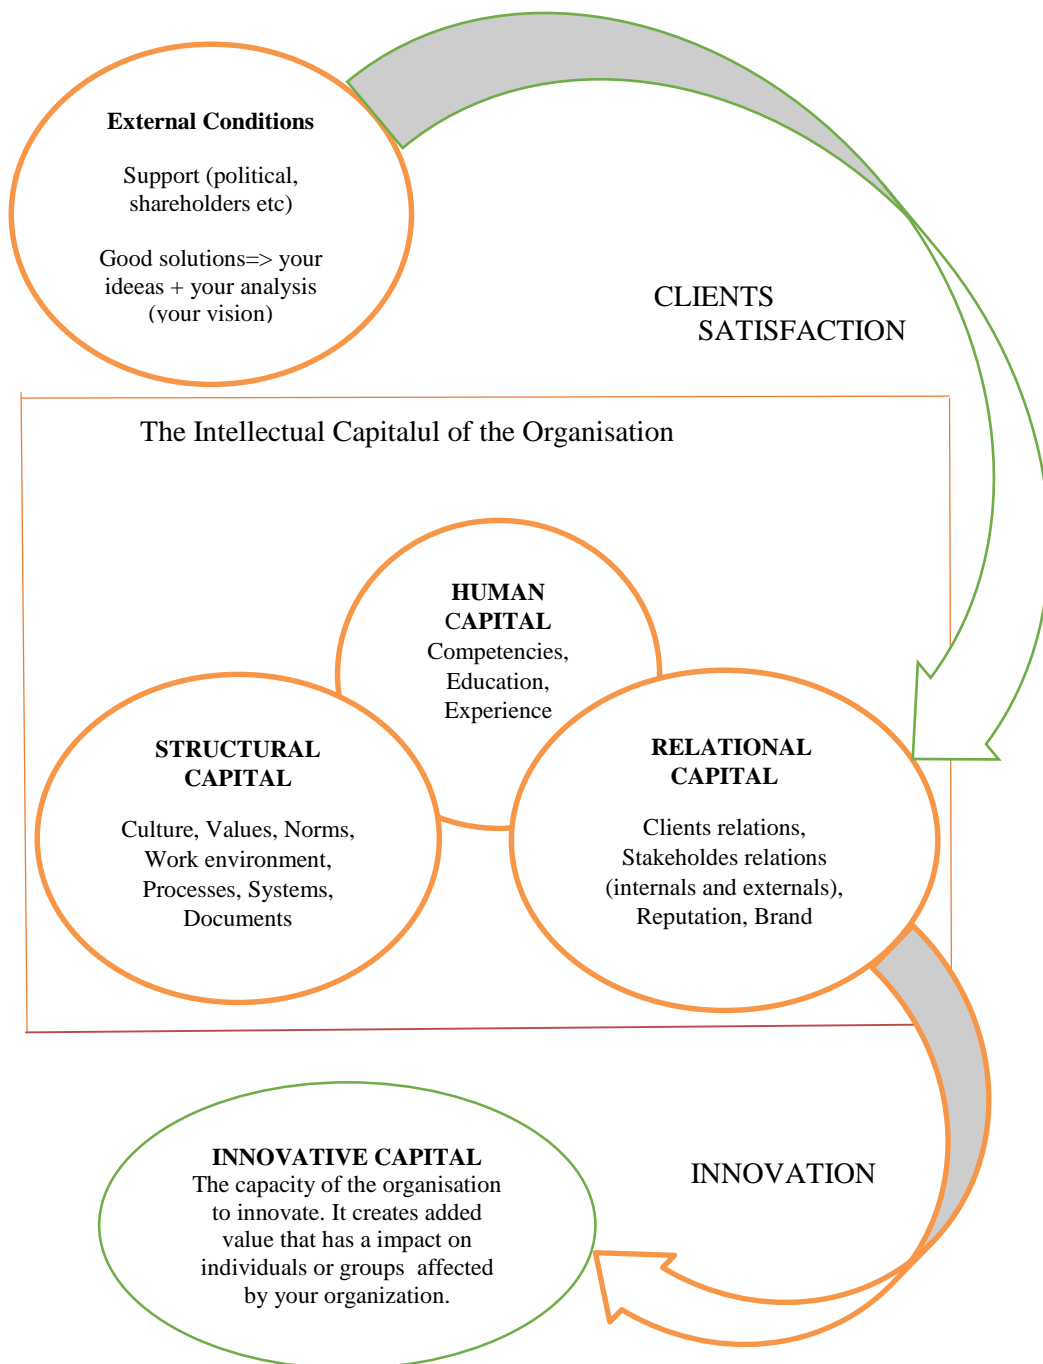 External Conditions
Support (political,
shareholders etc)
Good solutions=> your
ideeas + your analysis
(your vision)
CLIENTS
SATISFACTION
The Intellectual Capitalul of the Organisation
HUMAN
CAPITAL
Competencies,
Education,
Experience
STRUCTURAL
CAPITAL
Culture, Values, Norms,
Work environment,
Processes, Systems,
Documents
RELATIONAL
CAPITAL
Clients relations,
Stakeholdes relations
(internals and externals),
Reputation, Brand
INNOVATIVE CAPITAL
The capacity of the organisation
to innovate. It creates added
value that has a impact on
individuals or groups affected
by your organization.
INNOVATION